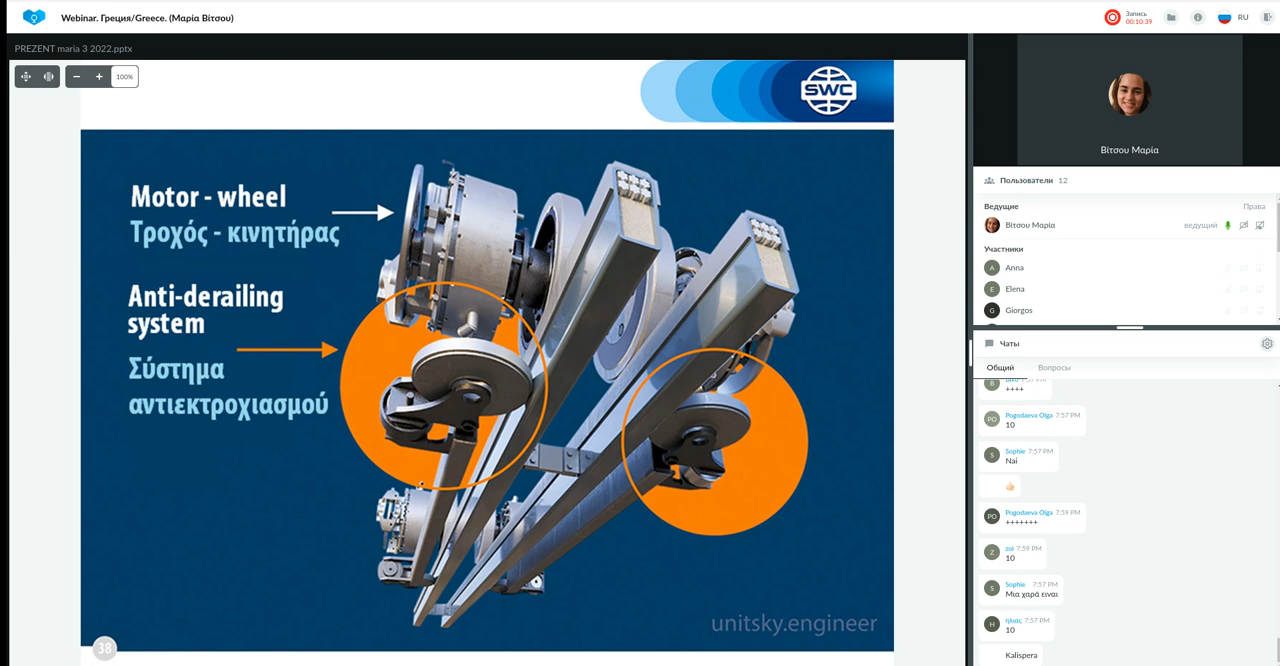 Webinar. Греция/Greece. (Μαρία Βίτσου)
Запись
00:10:39
RU
PREZENT maria 3 2022.pptx
100%
SWC
Motor - wheel
Τροχός - κινητήρας
Anti-derailing
system
Σύστημα
αντιεκτροχιασμού
unitsky.engineer
38
Βίτσου Μαρία
Пользователи 12
Ведущие Права
Βίτσου Μαρία ведущий
Участники
A Anna
E Elena
G Giorgos
Чаты
Общий Вопросы
++++
PO Pogodaeva Olga 7:57 PM
10
S Sophie 7:57 PM
Nai
PO Pogodaeva Olga 7:59 PM
+++++++
Z zoi 7:59 PM
10
S Sophie 7:57 PM
Μια χαρά ειναι
Η ηλιας 7:57 PM
10
Kalispera